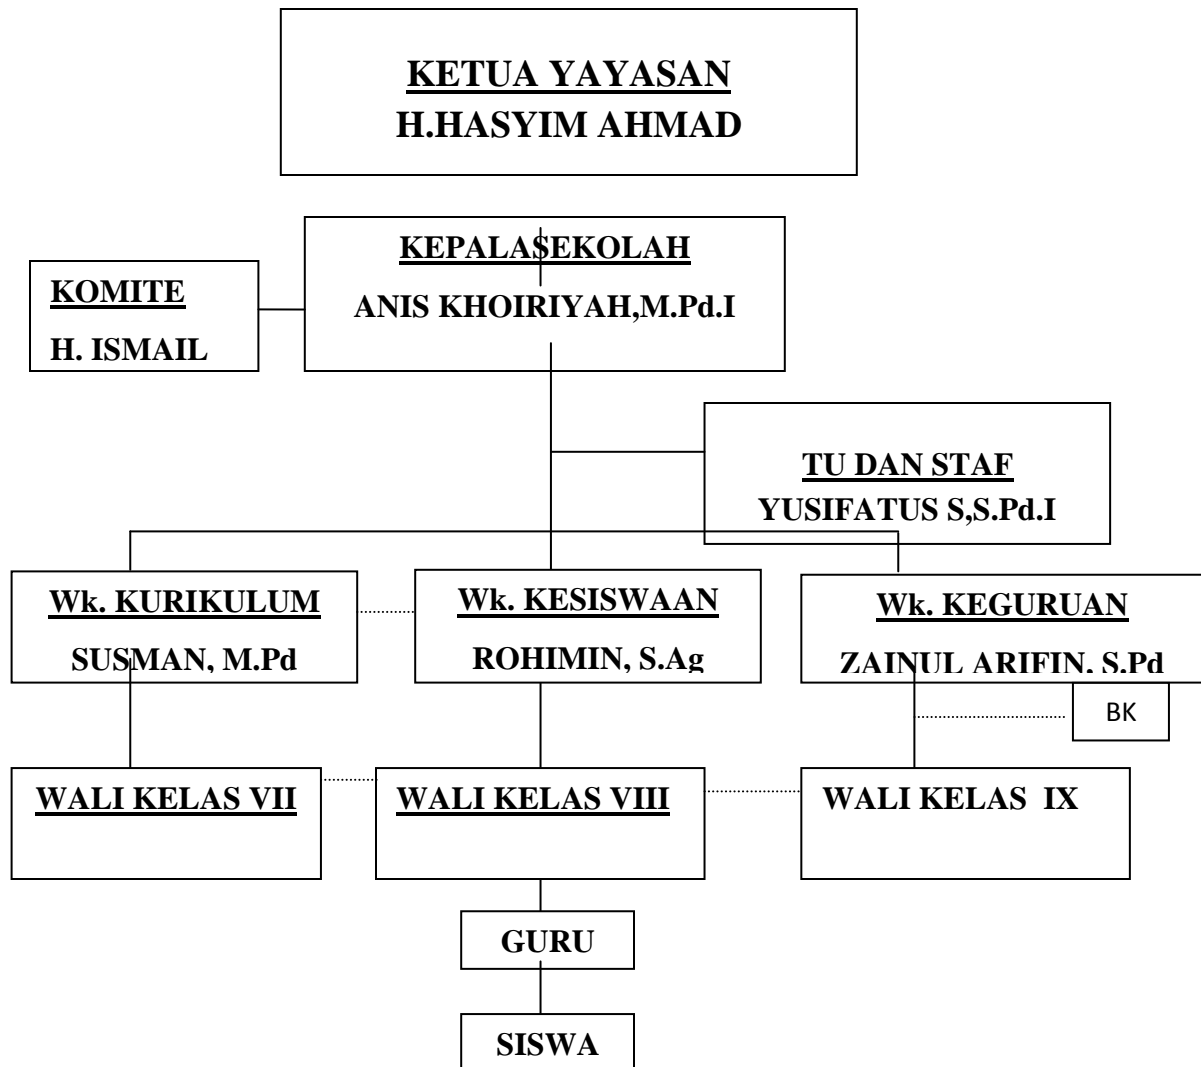 KETUA YAYASAN
H.HASYIM AHMAD
KEPALASEKOLAH
ANIS KHOIRIYAH,M.Pd.I
KOMITE
H. ISMAIL
TU DAN STAF
YUSIFATUS S,S.Pd.I
Wk. KURIKULUM
SUSMAN, M.Pd
Wk. KESISWAAN
ROHIMIN, S.Ag
Wk. KEGURUAN
ZAINUL ARIFIN, S.Pd
BK
WALI KELAS VII
WALI KELAS VIII
WALI KELAS  IX
GURU
SISWA